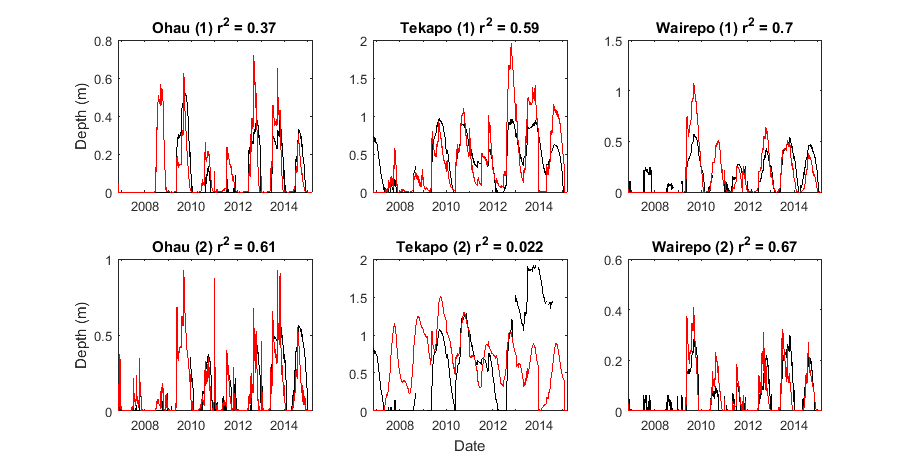 Ohau (1) r² = 0.37
Tekapo (1) r² = 0.59
Wairepo (1) r² = 0.7
Depth (m)
0.8
0.6
0.4
0.2
0
2008 2010 2012 2014
2
1.5
1
0.5
0
2008 2010 2012 2014
1.5
1
0.5
0
2008 2010 2012 2014
Ohau (2) r² = 0.61
Tekapo (2) r² = 0.022
Wairepo (2) r² = 0.67
Depth (m)
1
0.5
0
2008 2010 2012 2014
2
1.5
1
0.5
0
2008 2010 2012 2014
0.6
0.4
0.2
0
2008 2010 2012 2014
Date